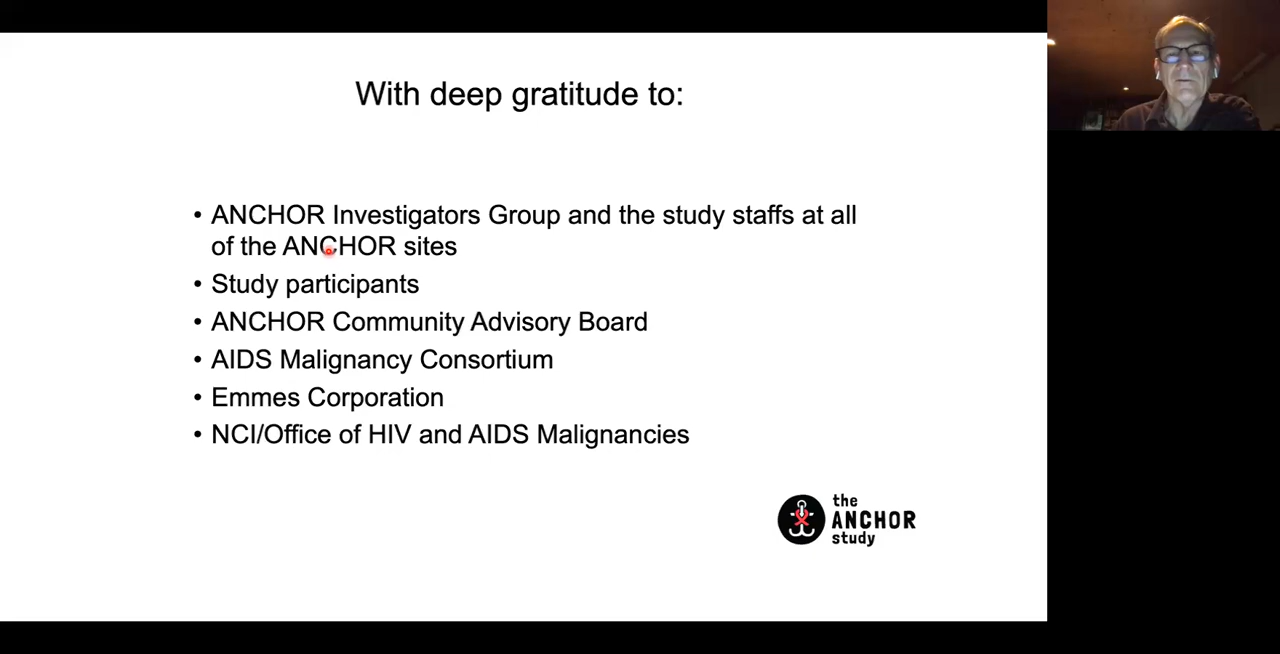 With deep gratitude to:
• ANCHOR Investigators Group and the study staffs at all
of the ANCHOR sites
• Study participants
• ANCHOR Community Advisory Board
• AIDS Malignancy Consortium
• Emmes Corporation
• NCI/Office of HIV and AIDS Malignancies
the
ANCHOR
study